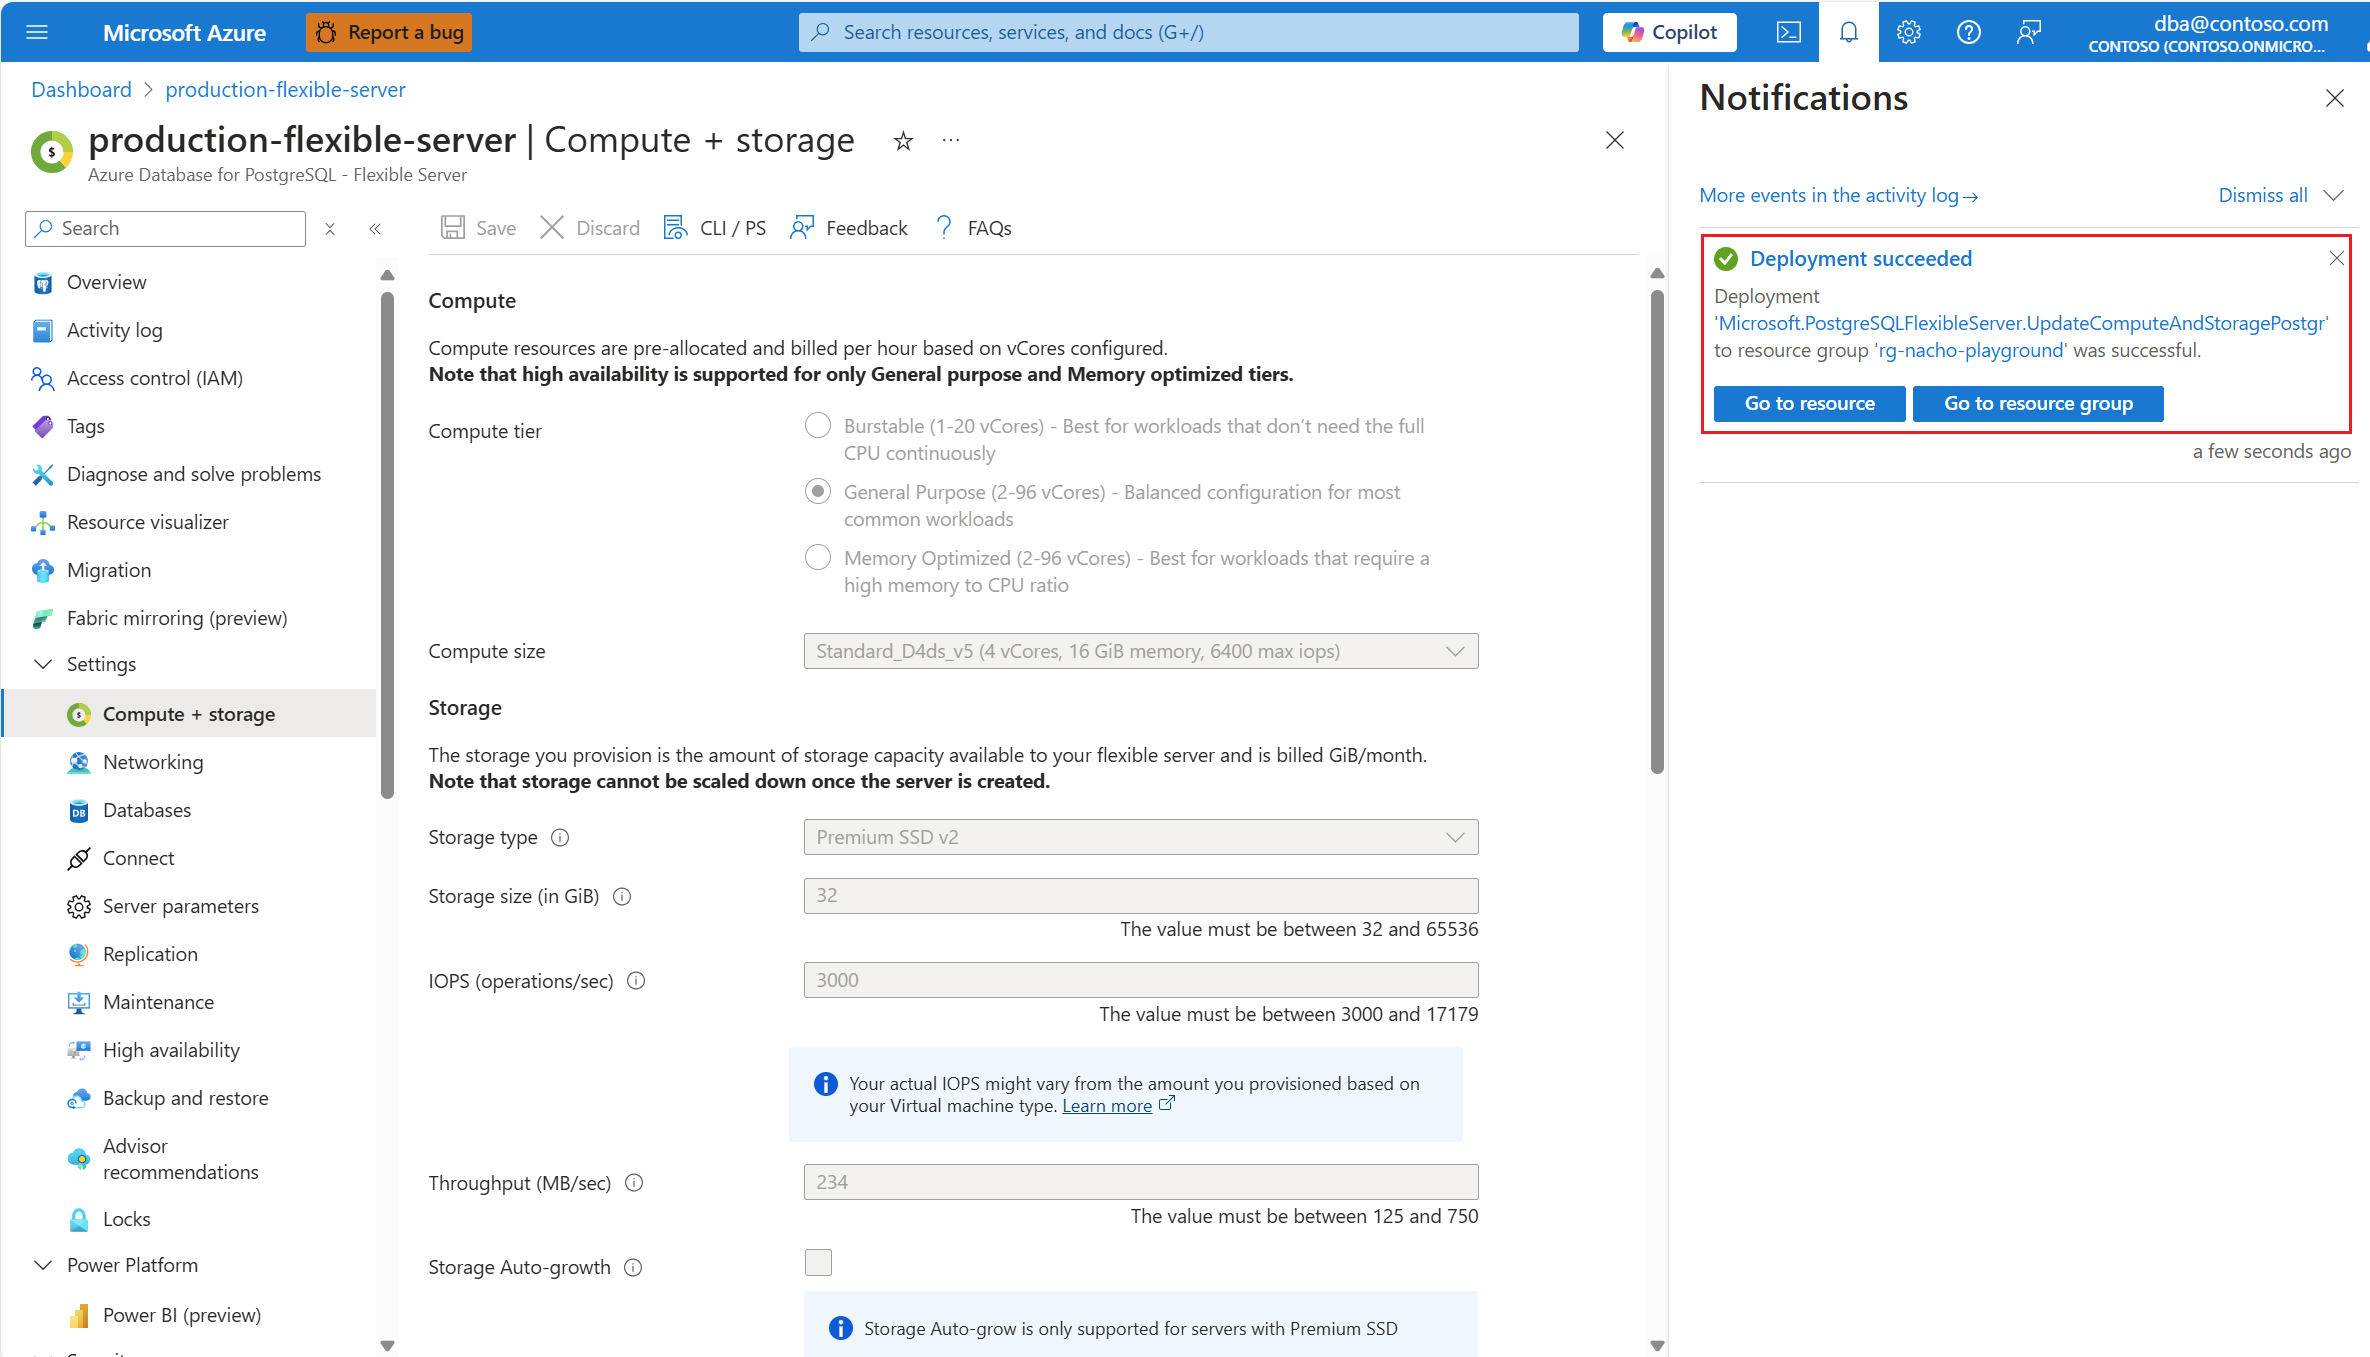 Microsoft Azure
Report a bug
Search resources, services, and docs (G+/)
Copilot
dba@contoso.com
CONTOSO (CONTOSO.ONMICRO...
Dashboard > production-flexible-server
production-flexible-server | Compute + storage
Azure Database for PostgreSQL - Flexible Server
Search
Overview
Activity log
Access control (IAM)
Tags
Diagnose and solve problems
Resource visualizer
Migration
Fabric mirroring (preview)
Settings
Compute + storage
Networking
Databases
Connect
Server parameters
Replication
Maintenance
High availability
Backup and restore
Advisor
recommendations
Locks
Power Platform
Power BI (preview)
Save
Discard
CLI / PS
Feedback
FAQs
Compute
Compute resources are pre-allocated and billed per hour based on vCores configured.
Note that high availability is supported for only General purpose and Memory optimized tiers.
Compute tier
Burstable (1-20 vCores) - Best for workloads that don’t need the full
CPU continuously
General Purpose (2-96 vCores) - Balanced configuration for most
common workloads
Memory Optimized (2-96 vCores) - Best for workloads that require a
high memory to CPU ratio
Compute size
Standard_D4ds_v5 (4 vCores, 16 GiB memory, 6400 max iops)
Storage
The storage you provision is the amount of storage capacity available to your flexible server and is billed GiB/month.
Note that storage cannot be scaled down once the server is created.
Storage type
Premium SSD v2
Storage size (in GiB)
32
The value must be between 32 and 65536
IOPS (operations/sec)
3000
The value must be between 3000 and 17179
Your actual IOPS might vary from the amount you provisioned based on
your Virtual machine type. Learn more
Throughput (MB/sec)
234
The value must be between 125 and 750
Storage Auto-growth
Storage Auto-grow is only supported for servers with Premium SSD
Notifications
More events in the activity log→
Dismiss all
Deployment succeeded
Deployment
'Microsoft.PostgreSQLFlexibleServer.UpdateComputeAndStoragePostgr'
to resource group 'rg-nacho-playground' was successful.
Go to resource
Go to resource group
a few seconds ago